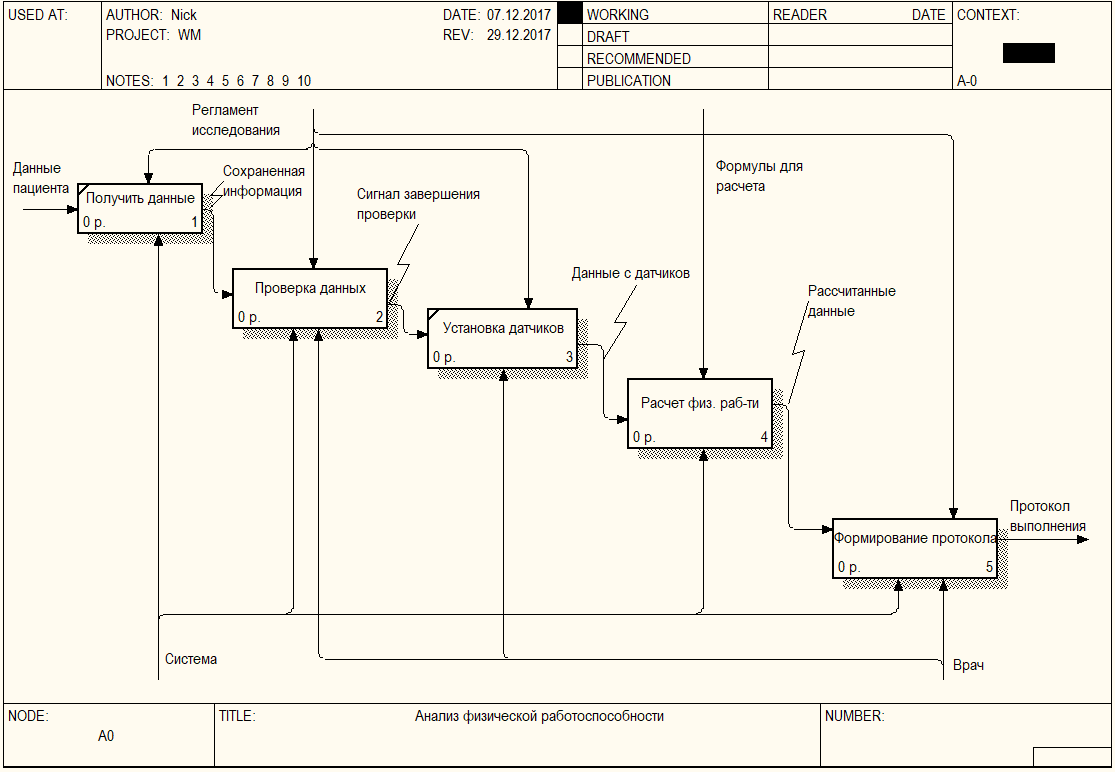 USED AT:
AUTHOR: Nick
DATE: 07.12.2017
PROJECT: WM
REV: 29.12.2017
NOTES: 1 2 3 4 5 6 7 8 9 10
WORKING
DRAFT
RECOMMENDED
PUBLICATION
READER
DATE
CONTEXT:
A-0
Регламент
исследования
Данные
пациента
Сохраненная
информация
Формулы для
расчета
Получить данные
0 р.
1
Сигнал завершения
проверки
Проверка данных
0 р.
2
Данные с датчиков
Рассчитанные
данные
Установка датчиков
0 р.
3
Расчет физ. раб-ти
0 р.
4
Протокол
выполнения
Формирование протокола
0 р.
5
Система
Врач
NODE:
A0
TITLE:
Анализ физической работоспособности
NUMBER: